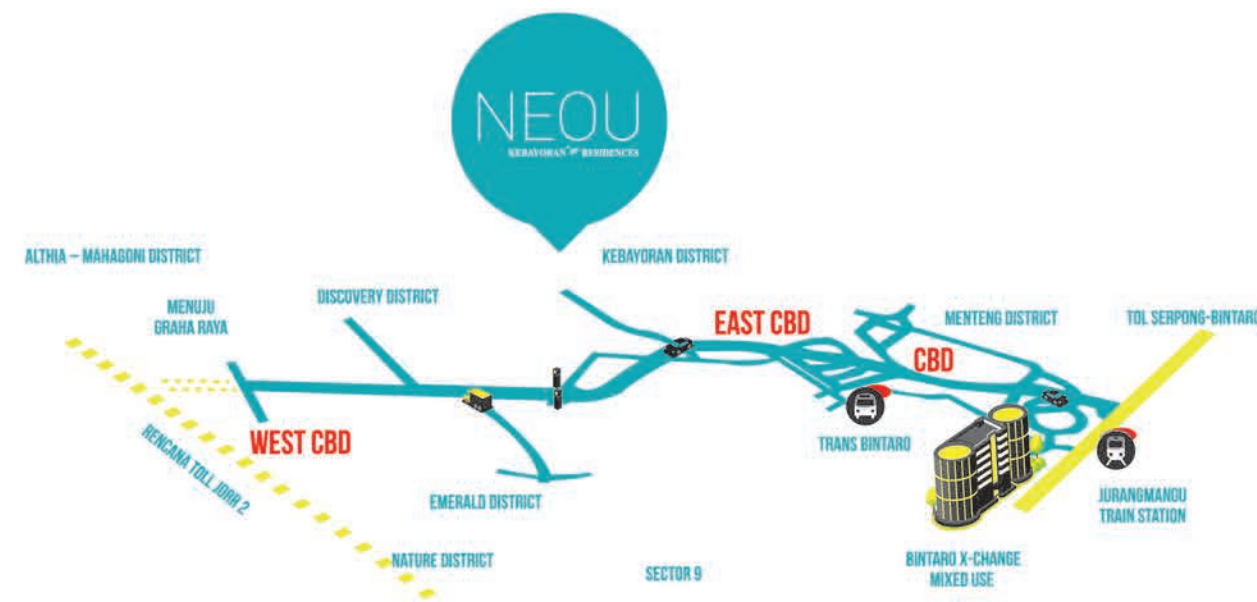 NEOU
KEBAYORAN RESIDENCES
KEBAYORAN DISTRICT
ALTHIA – MAHAGONI DISTRICT
DISCOVERY DISTRICT
MENUJU
GRAHA RAYA
EAST CBD
MENTENG DISTRICT
TOL SERPONG-BINTARO
CBD
WEST CBD
TRANS BINTARO
RENCANA TOLL JORR 2
EMERALD DISTRICT
JURANGMANGU
TRAIN STATION
NATURE DISTRICT
SECTOR 9
BINTARO X-CHANGE
MIXED USE